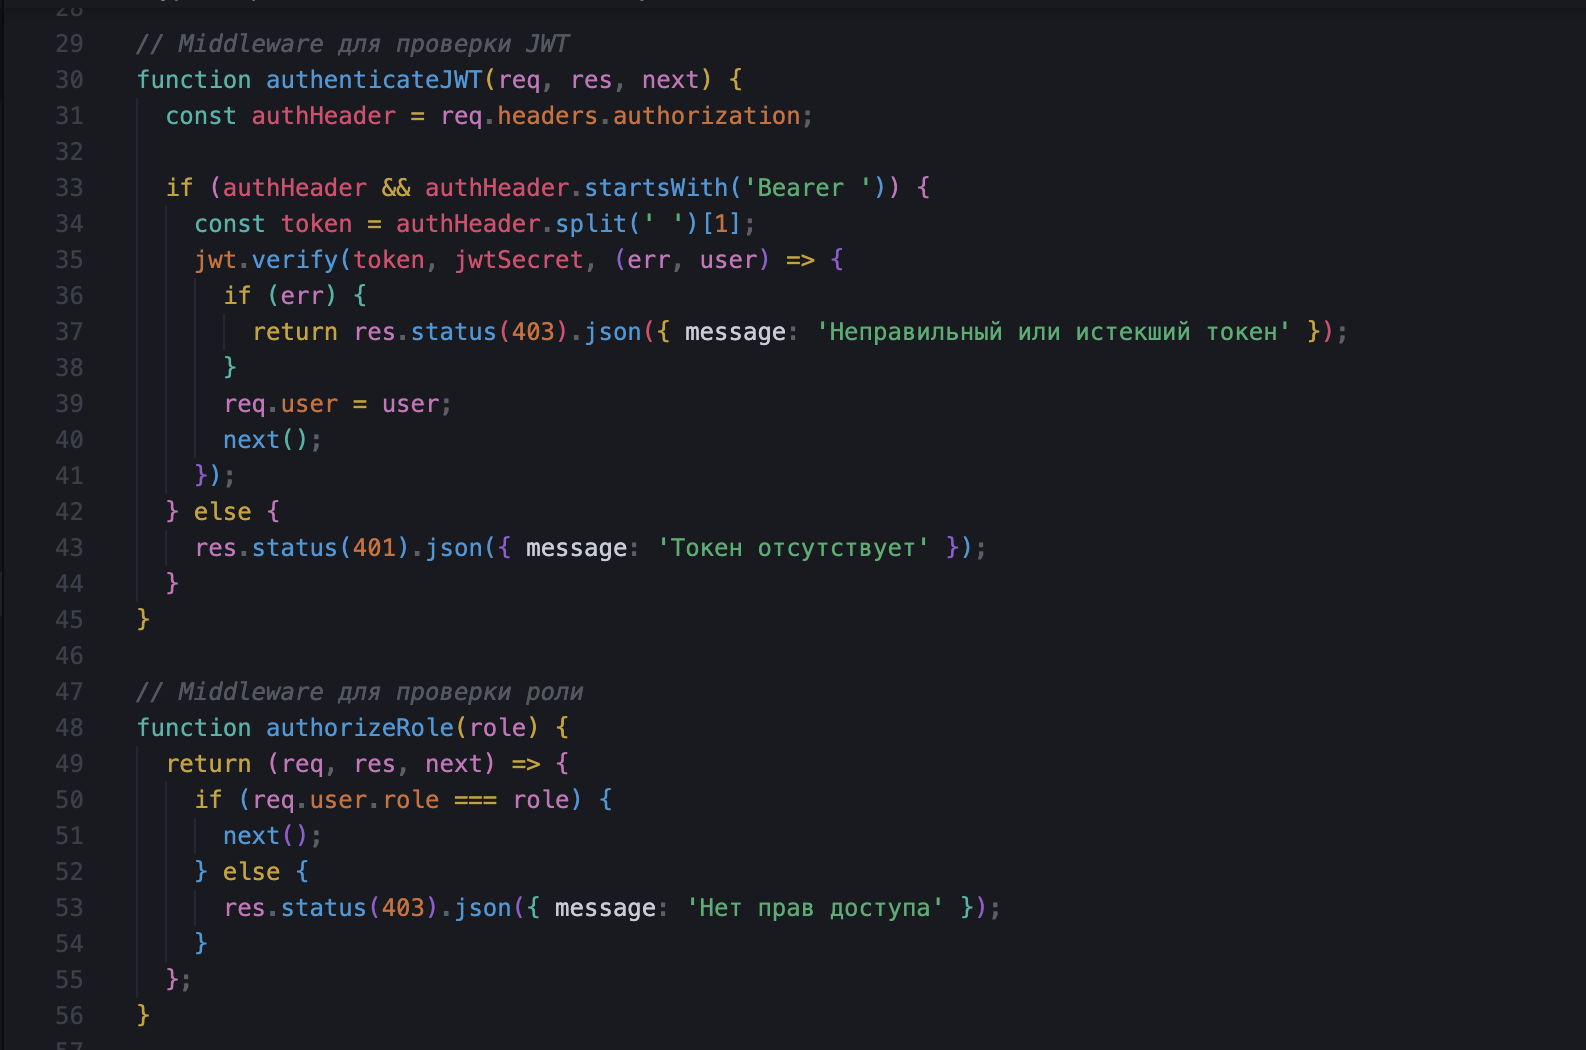 28
29 // Middleware для проверки JWT
30 function authenticateJWT(req, res, next) {
31   const authHeader = req.headers.authorization;
32
33   if (authHeader && authHeader.startsWith('Bearer ')) {
34     const token = authHeader.split(' ')[1];
35     jwt.verify(token, jwtSecret, (err, user) => {
36       if (err) {
37         return res.status(403).json({ message: 'Неправильный или истекший токен' });
38       }
39       req.user = user;
40       next();
41     });
42   } else {
43     res.status(401).json({ message: 'Токен отсутствует' });
44   }
45 }
46
47 // Middleware для проверки роли
48 function authorizeRole(role) {
49   return (req, res, next) => {
50     if (req.user.role === role) {
51       next();
52     } else {
53       res.status(403).json({ message: 'Нет прав доступа' });
54     }
55   };
56 }
57